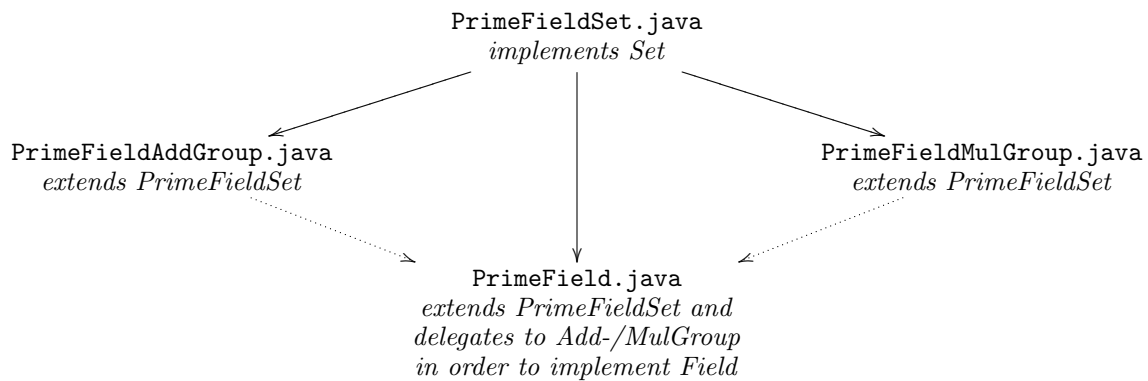 PrimeFieldSet.java
implements Set
PrimeFieldAddGroup.java
extends PrimeFieldSet
PrimeFieldMulGroup.java
extends PrimeFieldSet
PrimeField.java
extends PrimeFieldSet and
delegates to Add-/MulGroup
in order to implement Field